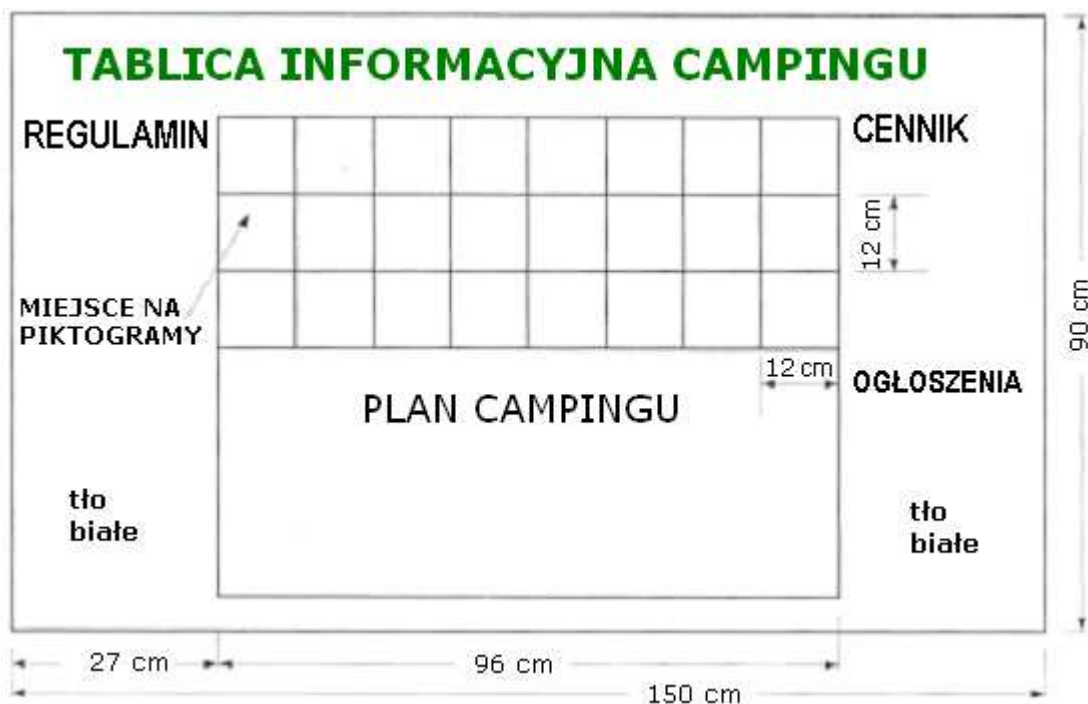 TABLICA INFORMACYJNA CAMPINGU
REGULAMIN
CENNIK
12 cm
MIEJSCE NA
PIKTOGRAMY
90 cm
12 cm
OGŁOSZENIA
PLAN CAMPINGU
tło
białe
tło
białe
27 cm
96 cm
150 cm